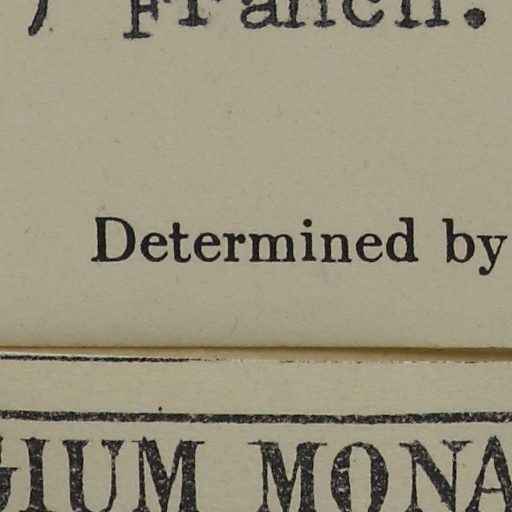 ) Franch.
Determined by
GIUM MONA